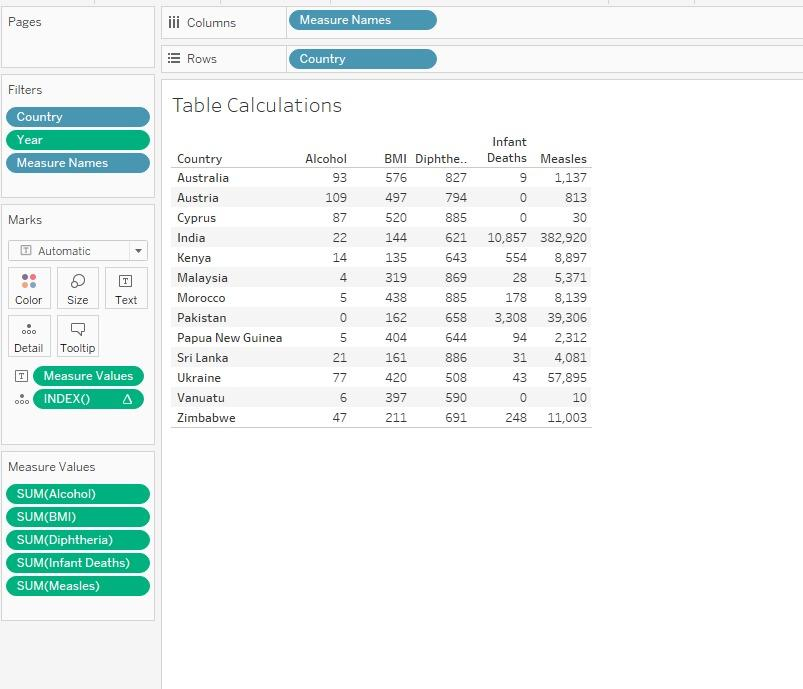 Pages
Columns Measure Names
Rows Country
Filters
Country
Year
Measure Names
Marks
Automatic
Color Size Text
Detail Tooltip
Measure Values
INDEX() Δ
Measure Values
SUM(Alcohol)
SUM(BMI)
SUM(Diphtheria)
SUM(Infant Deaths)
SUM(Measles)
Table Calculations
Infant
Country Alcohol BMI Diphthe.. Deaths Measles
Australia 93 576 827 9 1,137
Austria 109 497 794 0 813
Cyprus 87 520 885 0 30
India 22 144 621 10,857 382,920
Kenya 14 135 643 554 8,897
Malaysia 4 319 869 28 5,371
Morocco 5 438 885 178 8,139
Pakistan 0 162 658 3,308 39,306
Papua New Guinea 5 404 644 94 2,312
Sri Lanka 21 161 886 31 4,081
Ukraine 77 420 508 43 57,895
Vanuatu 6 397 590 0 10
Zimbabwe 47 211 691 248 11,003